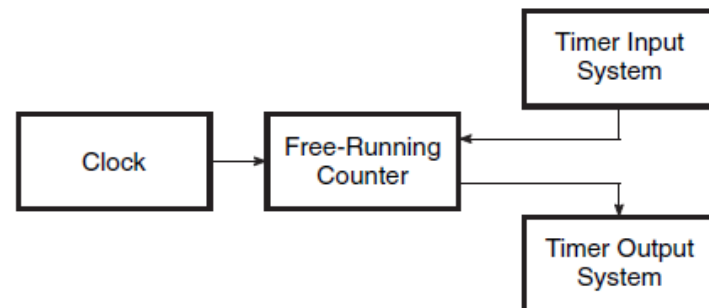 Timer Input
System
Clock
Free-Running
Counter
Timer Output
System